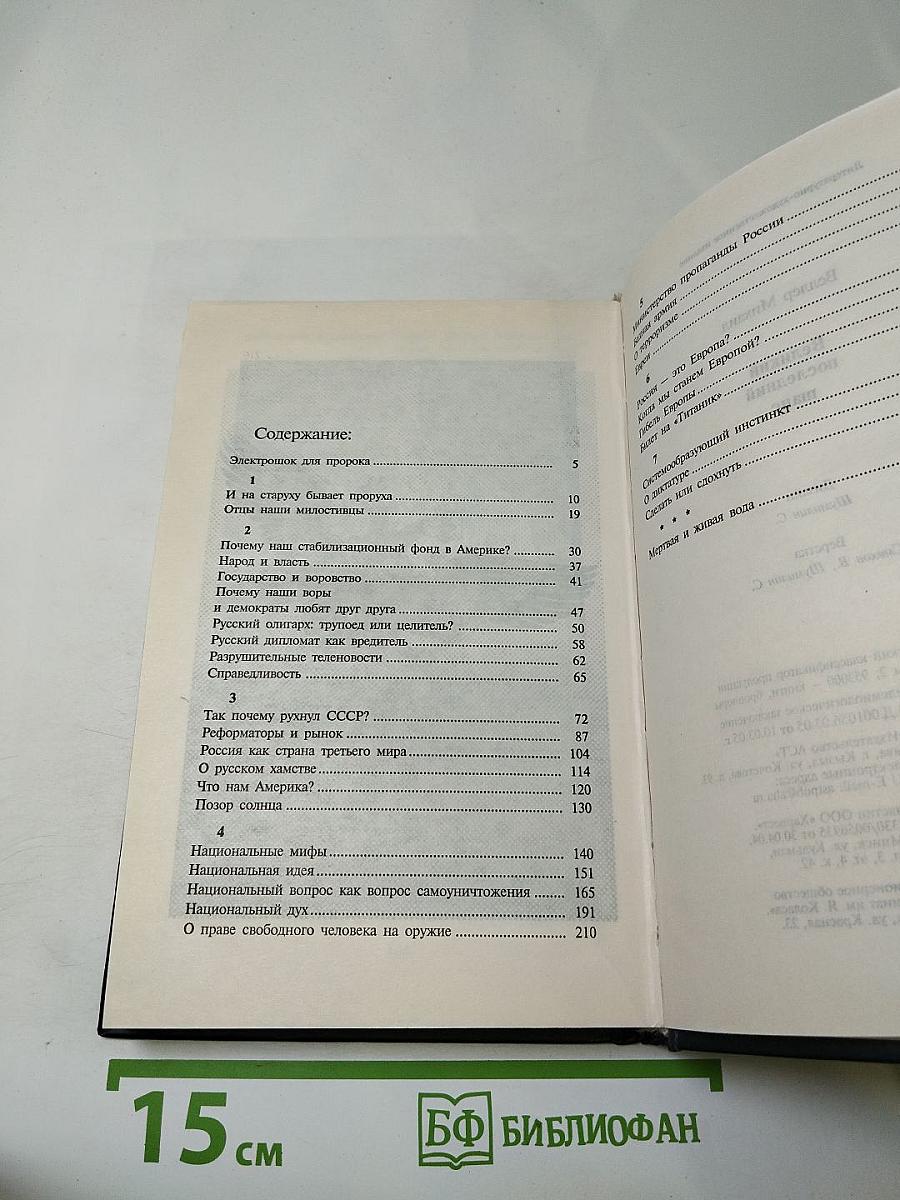 Содержание:
Электрошок для пророка ........ 5
1
И на старуху бывает проруха ........ 10
Отцы наши милостивцы ........ 19
2
Почему наш стабилизационный фонд в Америке? ........ 30
Народ и власть ........ 37
Государство и воровство ........ 41
Почему наши воры
и демократы любят друг друга ........ 47
Русский олигарх: трупоед или целитель? ........ 50
Русский дипломат как вредитель ........ 58
Разрушительные теленовости ........ 62
Справедливость ........ 65
3
Так почему рухнул СССР? ........ 72
Реформаторы и рынок ........ 87
Россия как страна третьего мира ........ 104
О русском хамстве ........ 114
Что нам Америка? ........ 120
Позор солнца ........ 130
4
Национальные мифы ........ 140
Национальная идея ........ 151
Национальный вопрос как вопрос самоуничтожения ........ 165
Национальный дух ........ 191
О праве свободного человека на оружие ........ 210
5
Министерство пропаганды России ........
Бедная армия ........
О терроризме ........
Евреи ........
6
Россия — это Европа? ........
Когда мы станем Европой? ........
Гибель Европы ........
Билет на «Титаник» ........
7
Системообразующий инстинкт ........
О диктатуре ........
Сделать или сдохнуть ........
* * *
Мертвая и живая вода ........
15 см
БФ БИБЛИОФАН